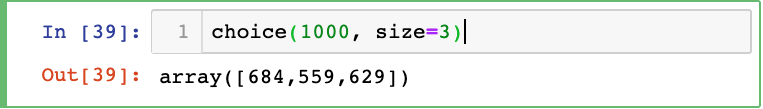 In [39]: 1 choice(1000, size=3)
Out[39]: array([684,559,629])